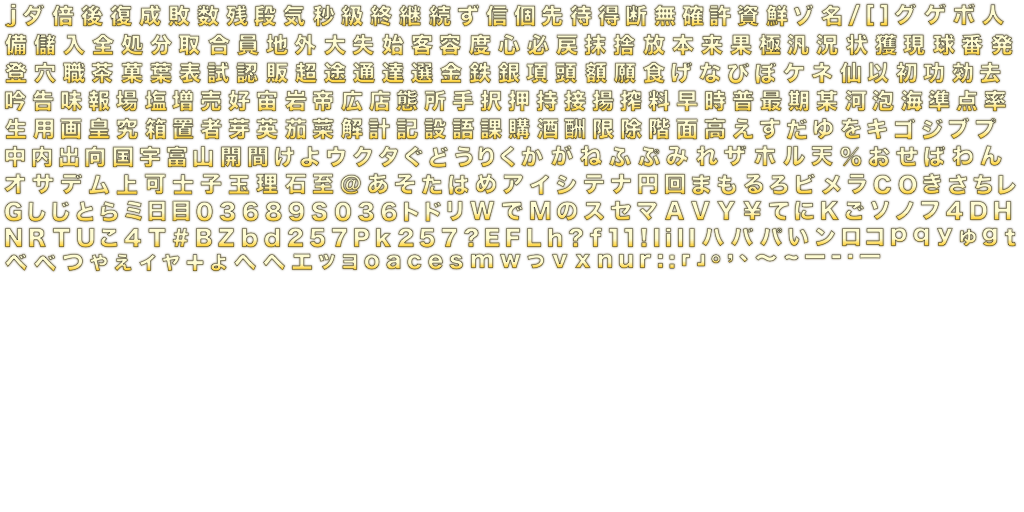 jダ倍後復成敗数残段気秒級終継続ず信個先待得断無確許資鮮ゾ名/[]グゲボ人
備儲入全処分取合員地外大失始客容度心必戻抹捨放本来果極汎況状獲現球番発
登穴職茶菓葉表試認販超途通達選金鉄銀項頭額願食げなびぼケネ仙以初功効去
吟告味報場塩増売好宙岩帝広店態所手択押持接揚搾料早時普最期某河泡海準点率
生用画皇究箱置者芽英茄菜解計記設語課購酒酬限除階面高えすだゆをキゴジブプ
中内出向国宇富山開間けよウクタぐどうりくかがねふぷみれザホル天%おせばわん
オサデム上可士子玉理石至@あそたはめアイシテナ円回まもるろビメラCOきさちレ
Gしじとらミ日目03689S036トドリWでMのスセマAVY¥てにKごソノフ4DH
NRTUこ4T#BZbd257Pk257?EFLh?f11!lillハバパいンロコpqyゅgt
ベペつゃぇィャ+ょヘへエッョoacesmwっvxnur::r」°’、〜~ー-·一